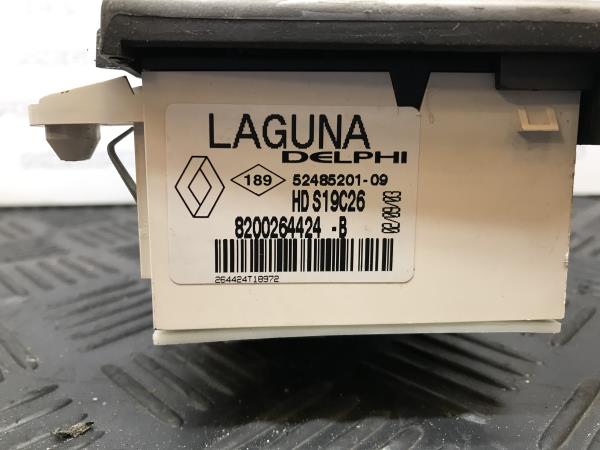 LAGUNA
DELPHI
189 52485201-09
HD S19C26
02/09/03
8200264424 -B
264424T18972